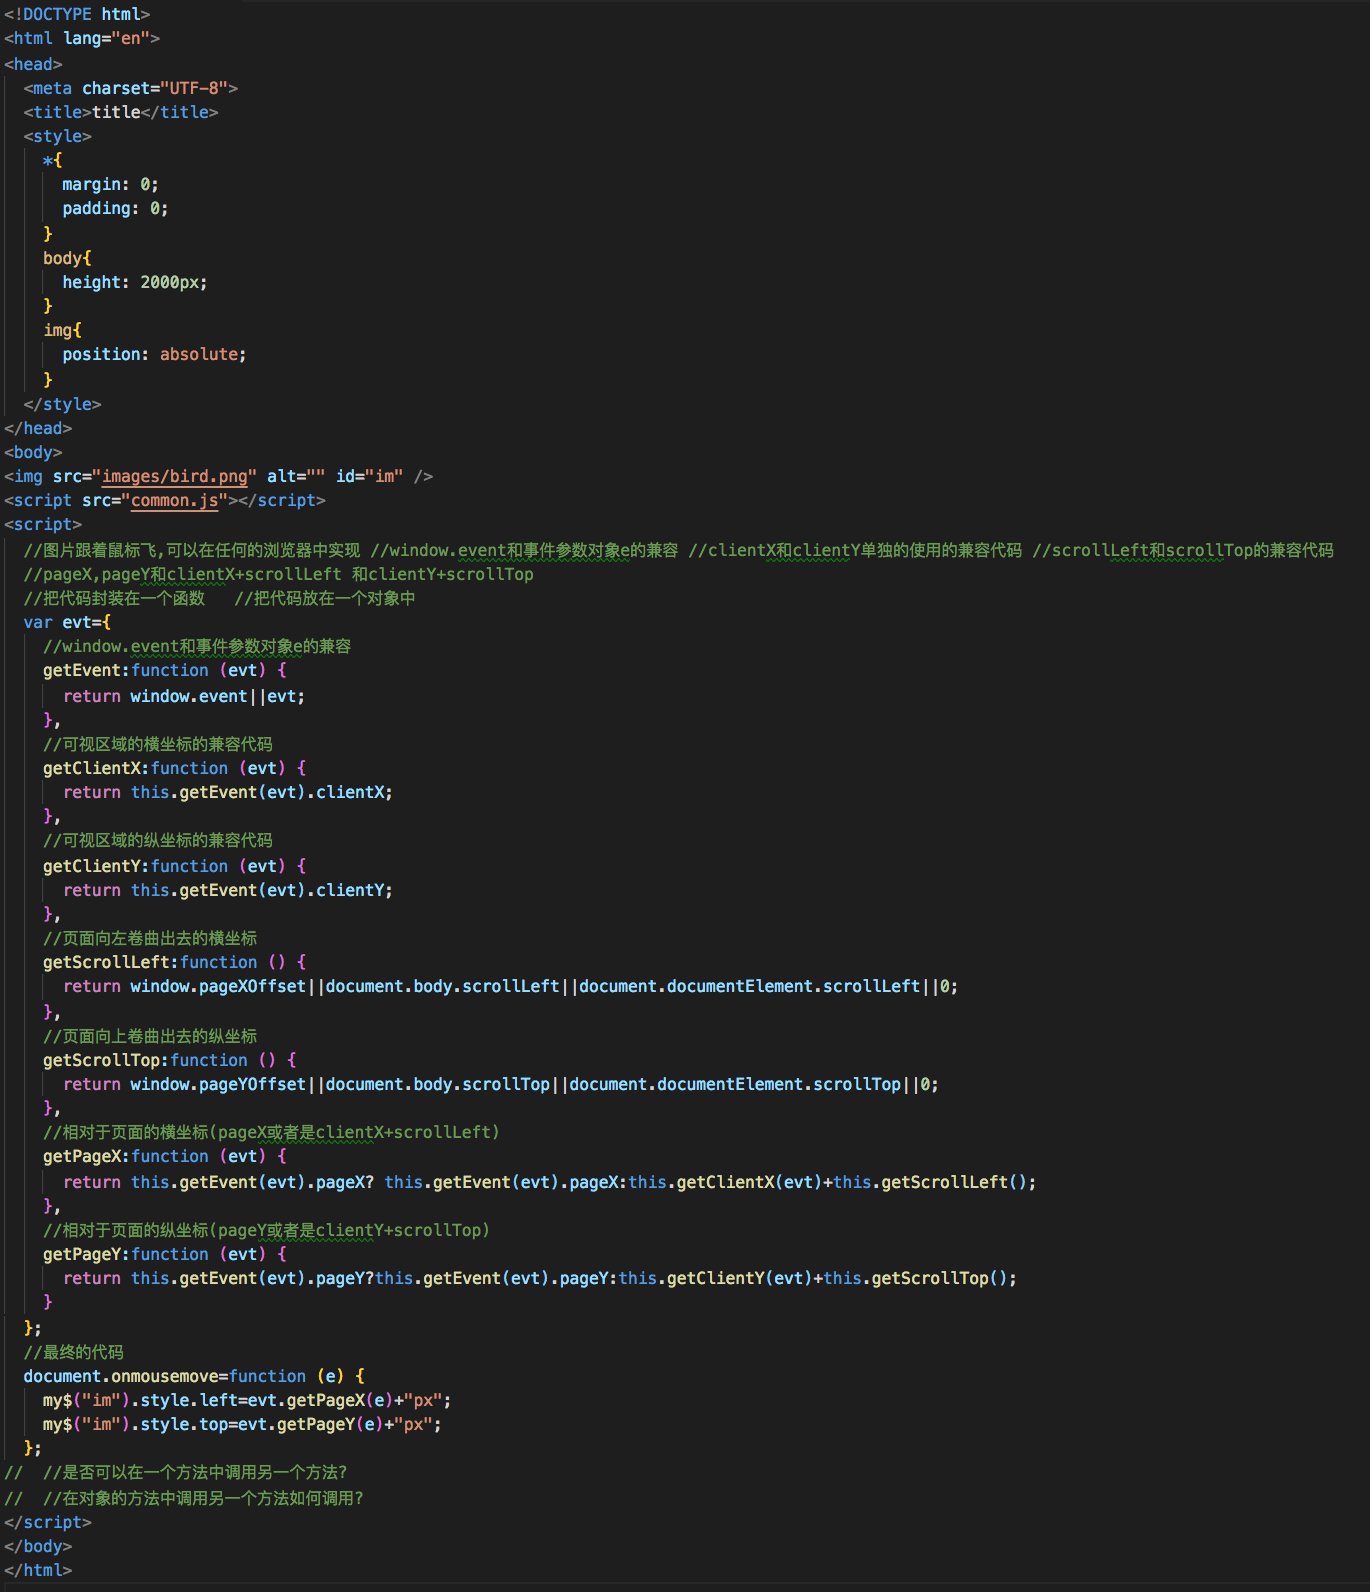 <!DOCTYPE html>
<html lang="en">
<head>
  <meta charset="UTF-8">
  <title>title</title>
  <style>
    *{
      margin: 0;
      padding: 0;
    }
    body{
      height: 2000px;
    }
    img{
      position: absolute;
    }
  </style>
</head>
<body>
<img src="images/bird.png" alt="" id="im" />
<script src="common.js"></script>
<script>
  //图片跟着鼠标飞,可以在任何的浏览器中实现 //window.event和事件参数对象e的兼容 //clientX和clientY单独的使用的兼容代码 //scrollLeft和scrollTop的兼容代码
  //pageX,pageY和clientX+scrollLeft 和clientY+scrollTop
  //把代码封装在一个函数   //把代码放在一个对象中
  var evt={
    //window.event和事件参数对象e的兼容
    getEvent:function (evt) {
      return window.event||evt;
    },
    //可视区域的横坐标的兼容代码
    getClientX:function (evt) {
      return this.getEvent(evt).clientX;
    },
    //可视区域的纵坐标的兼容代码
    getClientY:function (evt) {
      return this.getEvent(evt).clientY;
    },
    //页面向左卷曲出去的横坐标
    getScrollLeft:function () {
      return window.pageXOffset||document.body.scrollLeft||document.documentElement.scrollLeft||0;
    },
    //页面向上卷曲出去的纵坐标
    getScrollTop:function () {
      return window.pageYOffset||document.body.scrollTop||document.documentElement.scrollTop||0;
    },
    //相对于页面的横坐标(pageX或者是clientX+scrollLeft)
    getPageX:function (evt) {
      return this.getEvent(evt).pageX? this.getEvent(evt).pageX:this.getClientX(evt)+this.getScrollLeft();
    },
    //相对于页面的纵坐标(pageY或者是clientY+scrollTop)
    getPageY:function (evt) {
      return this.getEvent(evt).pageY?this.getEvent(evt).pageY:this.getClientY(evt)+this.getScrollTop();
    }
  };
  //最终的代码
  document.onmousemove=function (e) {
    my$("im").style.left=evt.getPageX(e)+"px";
    my$("im").style.top=evt.getPageY(e)+"px";
  };
//  //是否可以在一个方法中调用另一个方法?
//  //在对象的方法中调用另一个方法如何调用?
</script>
</body>
</html>